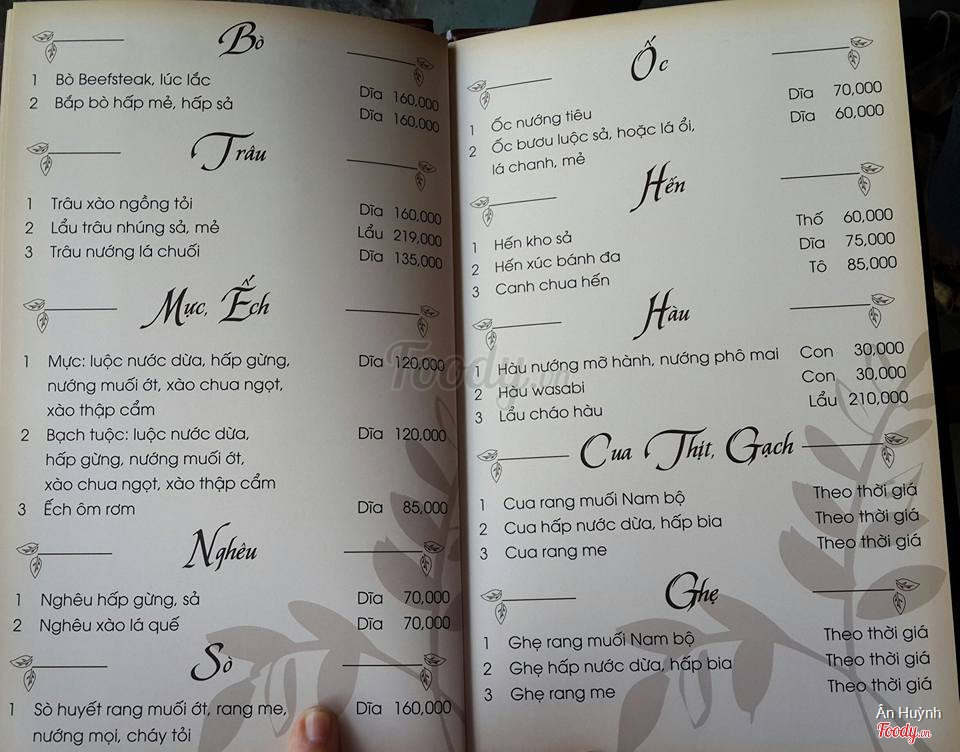 Bò
1 Bò Beefsteak, lúc lắc Dĩa 160,000
2 Bắp bò hấp mẻ, hấp sả Dĩa 160,000
Trâu
1 Trâu xào ngồng tỏi Dĩa 160,000
2 Lẩu trâu nhúng sả, mẻ Lẩu 219,000
3 Trâu nướng lá chuối Dĩa 135,000
Mực, Ếch
1 Mực: luộc nước dừa, hấp gừng, Dĩa 120,000
nướng muối ớt, xào chua ngọt,
xào thập cẩm
2 Bạch tuộc: luộc nước dừa, Dĩa 120,000
hấp gừng, nướng muối ớt,
xào chua ngọt, xào thập cẩm
3 Ếch ôm rơm Dĩa 85,000
Nghêu
1 Nghêu hấp gừng, sả Dĩa 70,000
2 Nghêu xào lá quế Dĩa 70,000
Sò
1 Sò huyết rang muối ớt, rang me, Dĩa 160,000
nướng mọi, cháy tỏi
Ốc
1 Ốc nướng tiêu Dĩa 70,000
2 Ốc bươu luộc sả, hoặc lá ổi, Dĩa 60,000
lá chanh, mẻ
Hến
1 Hến kho sả Thố 60,000
2 Hến xúc bánh đa Dĩa 75,000
3 Canh chua hến Tô 85,000
Hàu
1 Hàu nướng mỡ hành, nướng phô mai Con 30,000
2 Hàu wasabi Con 30,000
3 Lẩu cháo hàu Lẩu 210,000
Cua Thịt, Gạch
1 Cua rang muối Nam bộ Theo thời giá
2 Cua hấp nước dừa, hấp bia Theo thời giá
3 Cua rang me Theo thời giá
Ghẹ
1 Ghẹ rang muối Nam bộ Theo thời giá
2 Ghẹ hấp nước dừa, hấp bia Theo thời giá
3 Ghẹ rang me Theo thời giá
Foody.vn
Ấn Huỳnh
Foody.vn